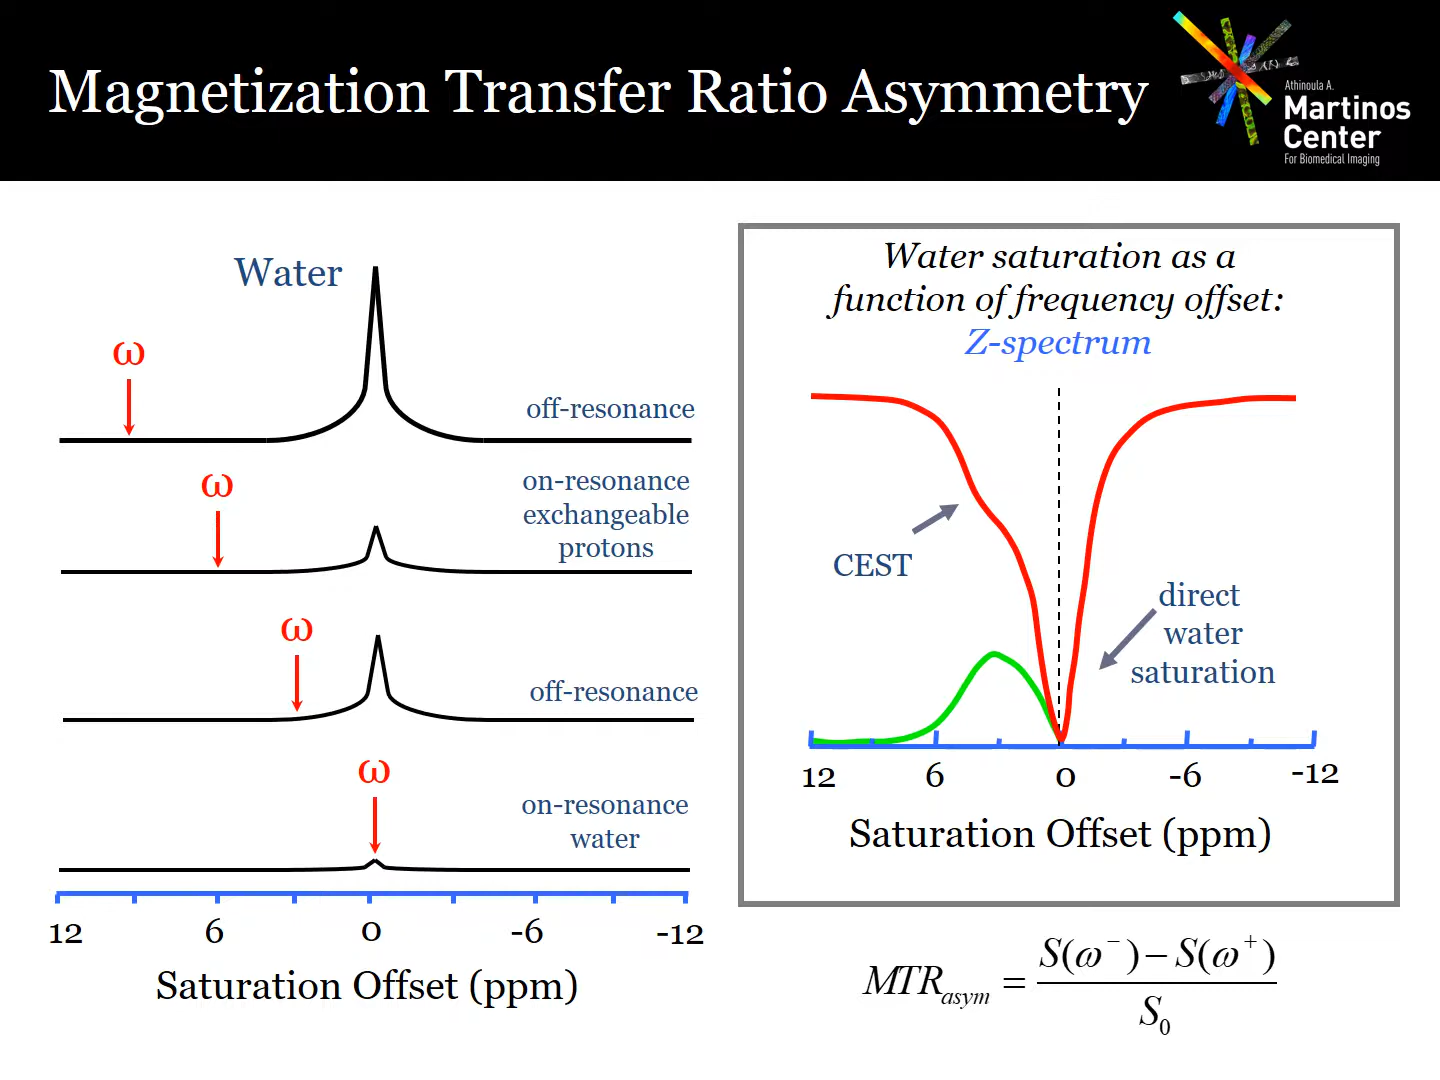 Magnetization Transfer Ratio Asymmetry
Athinoula A.
Martinos
Center
For Biomedical Imaging
Water
ω
off-resonance
ω
on-resonance
exchangeable
protons
ω
off-resonance
ω
on-resonance
water
12 6 0 -6 -12
Saturation Offset (ppm)
Water saturation as a
function of frequency offset:
Z-spectrum
CEST
direct
water
saturation
12 6 0 -6 -12
Saturation Offset (ppm)
MTR_asym = (S(ω⁻) − S(ω⁺)) / S₀